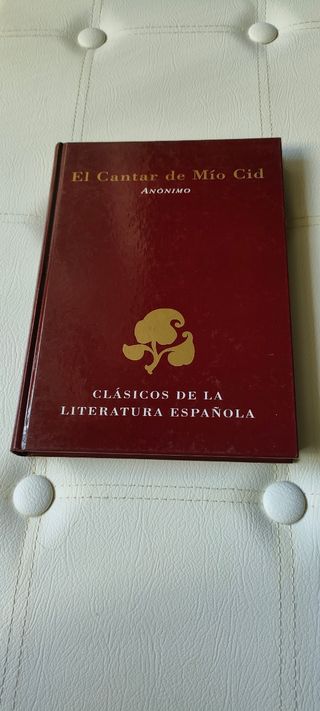 El Cantar de Mío Cid
Anónimo
CLÁSICOS DE LA
LITERATURA ESPAÑOLA